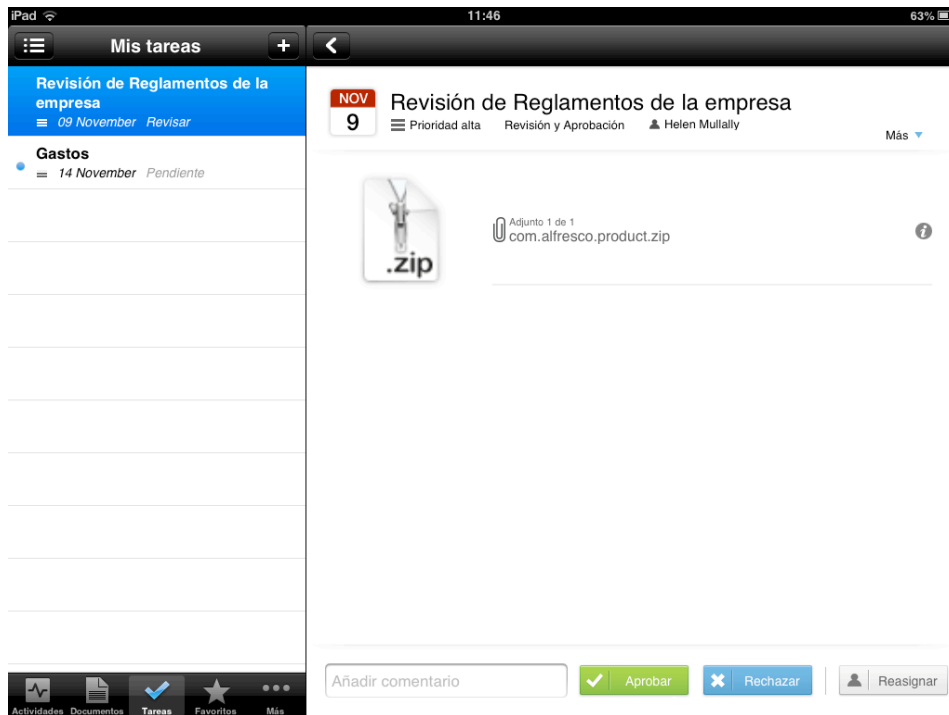 iPad
11:46
63%
Mis tareas
+
Revisión de Reglamentos de la
empresa
09 November Revisar
Gastos
14 November Pendiente
NOV
9
Revisión de Reglamentos de la empresa
Prioridad alta Revisión y Aprobación Helen Mullally
Más
.zip
Adjunto 1 de 1
com.alfresco.product.zip
Añadir comentario
Aprobar
Rechazar
Reasignar
Actividades Documentos Tareas Favoritos Más